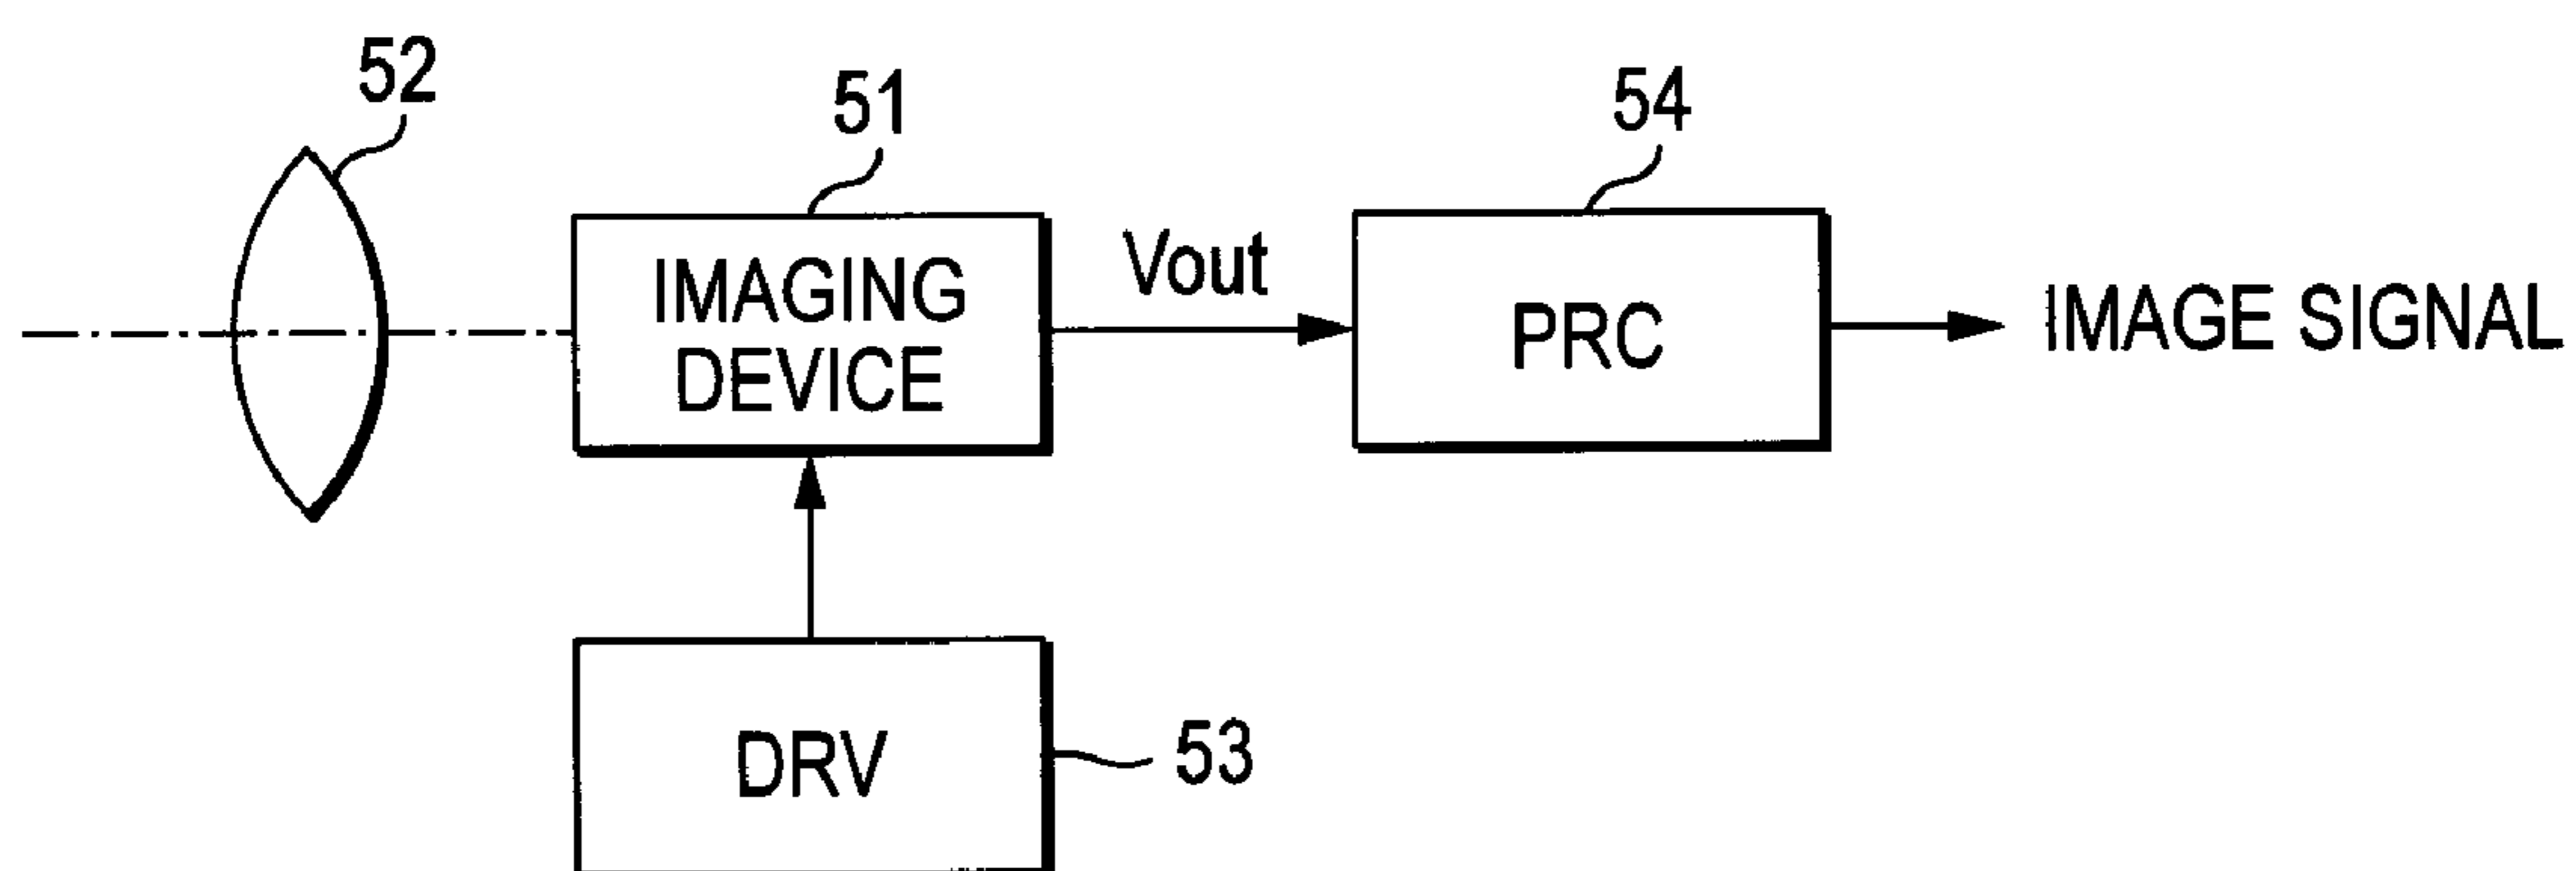 52
51
54
IMAGING
DEVICE
Vout
PRC
IMAGE SIGNAL
DRV
53